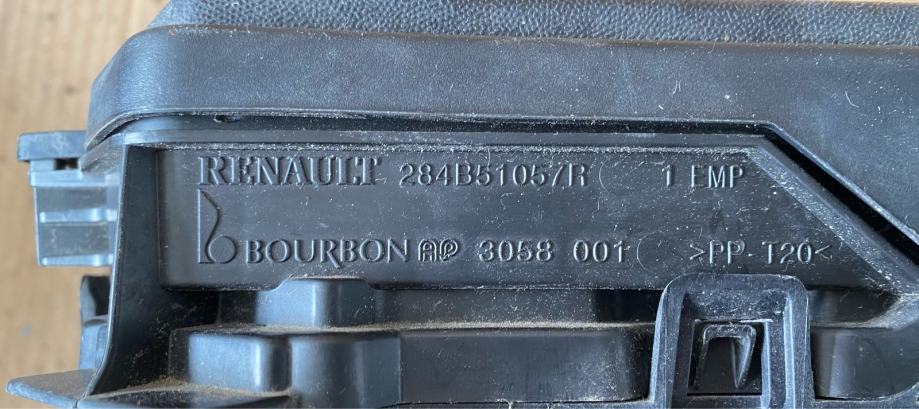 RENAULT 284B51057R 1 EMP
BOURBON AP 3058 001 >PP-T20<